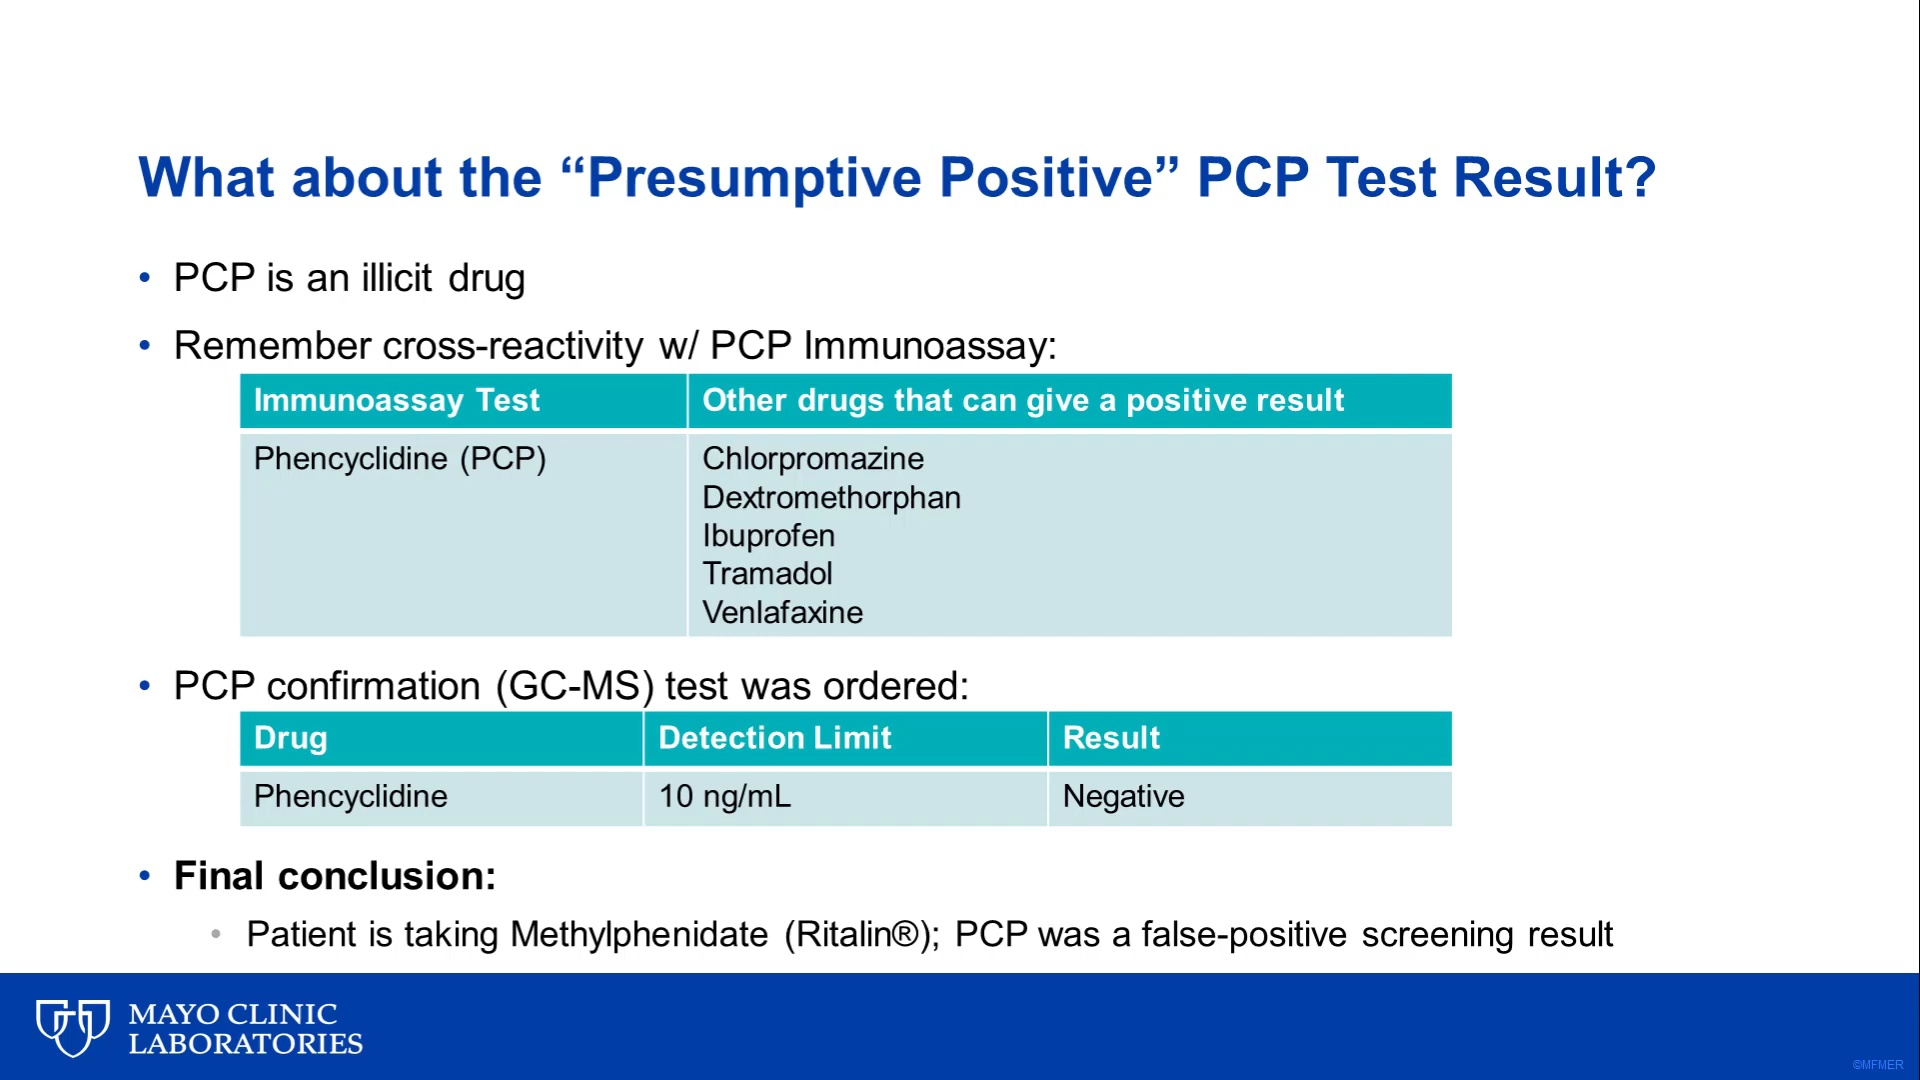 What about the “Presumptive Positive” PCP Test Result?
• PCP is an illicit drug
• Remember cross-reactivity w/ PCP Immunoassay:
Immunoassay Test Other drugs that can give a positive result
Phencyclidine (PCP) Chlorpromazine
Dextromethorphan
Ibuprofen
Tramadol
Venlafaxine
• PCP confirmation (GC-MS) test was ordered:
Drug Detection Limit Result
Phencyclidine 10 ng/mL Negative
• Final conclusion:
• Patient is taking Methylphenidate (Ritalin®); PCP was a false-positive screening result
MAYO CLINIC
LABORATORIES
©MFMER